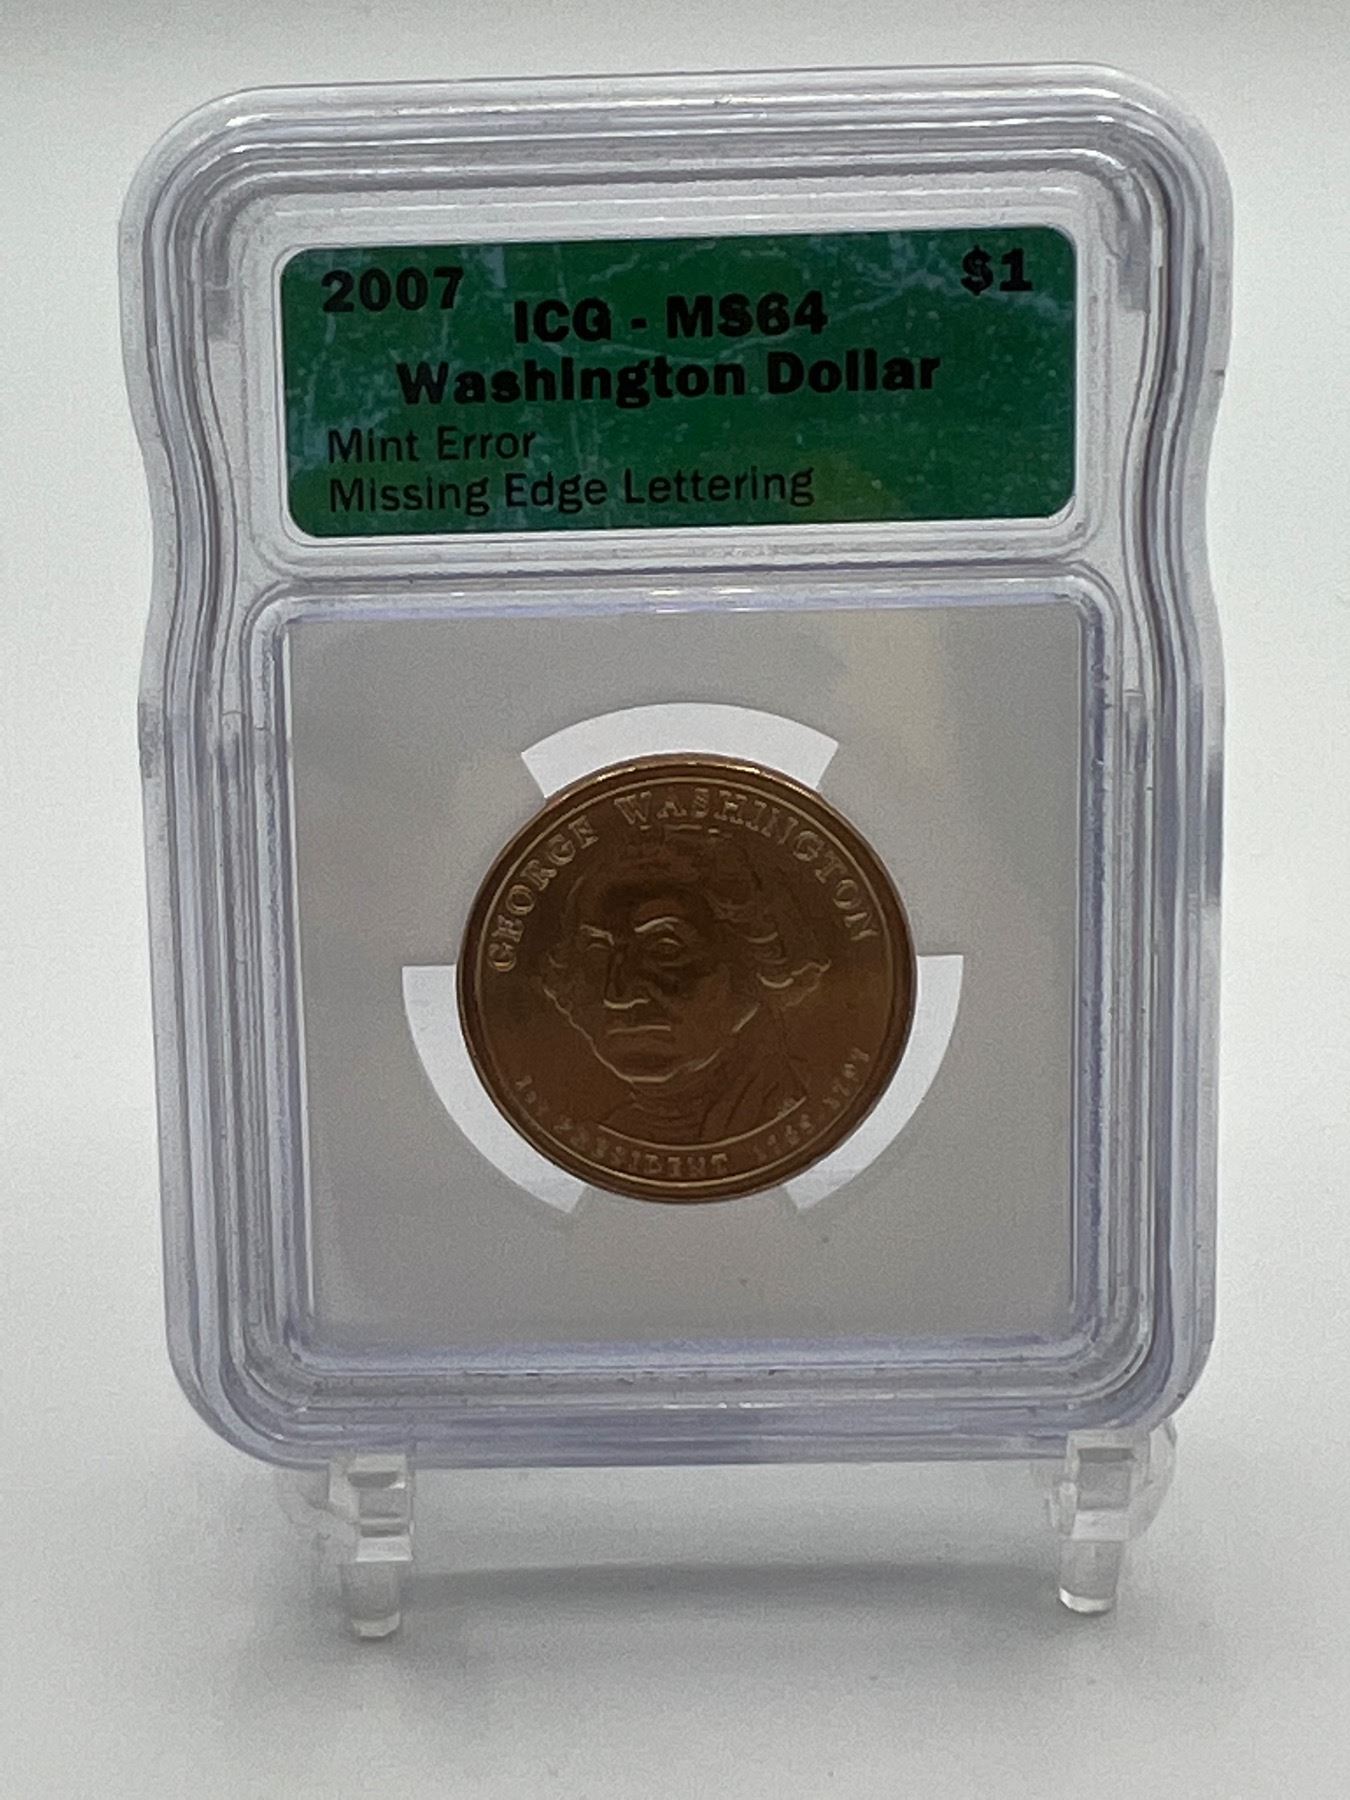 2007 $1
ICG - MS64
Washington Dollar
Mint Error
Missing Edge Lettering
GEORGE WASHINGTON
1ST PRESIDENT 1789-1797